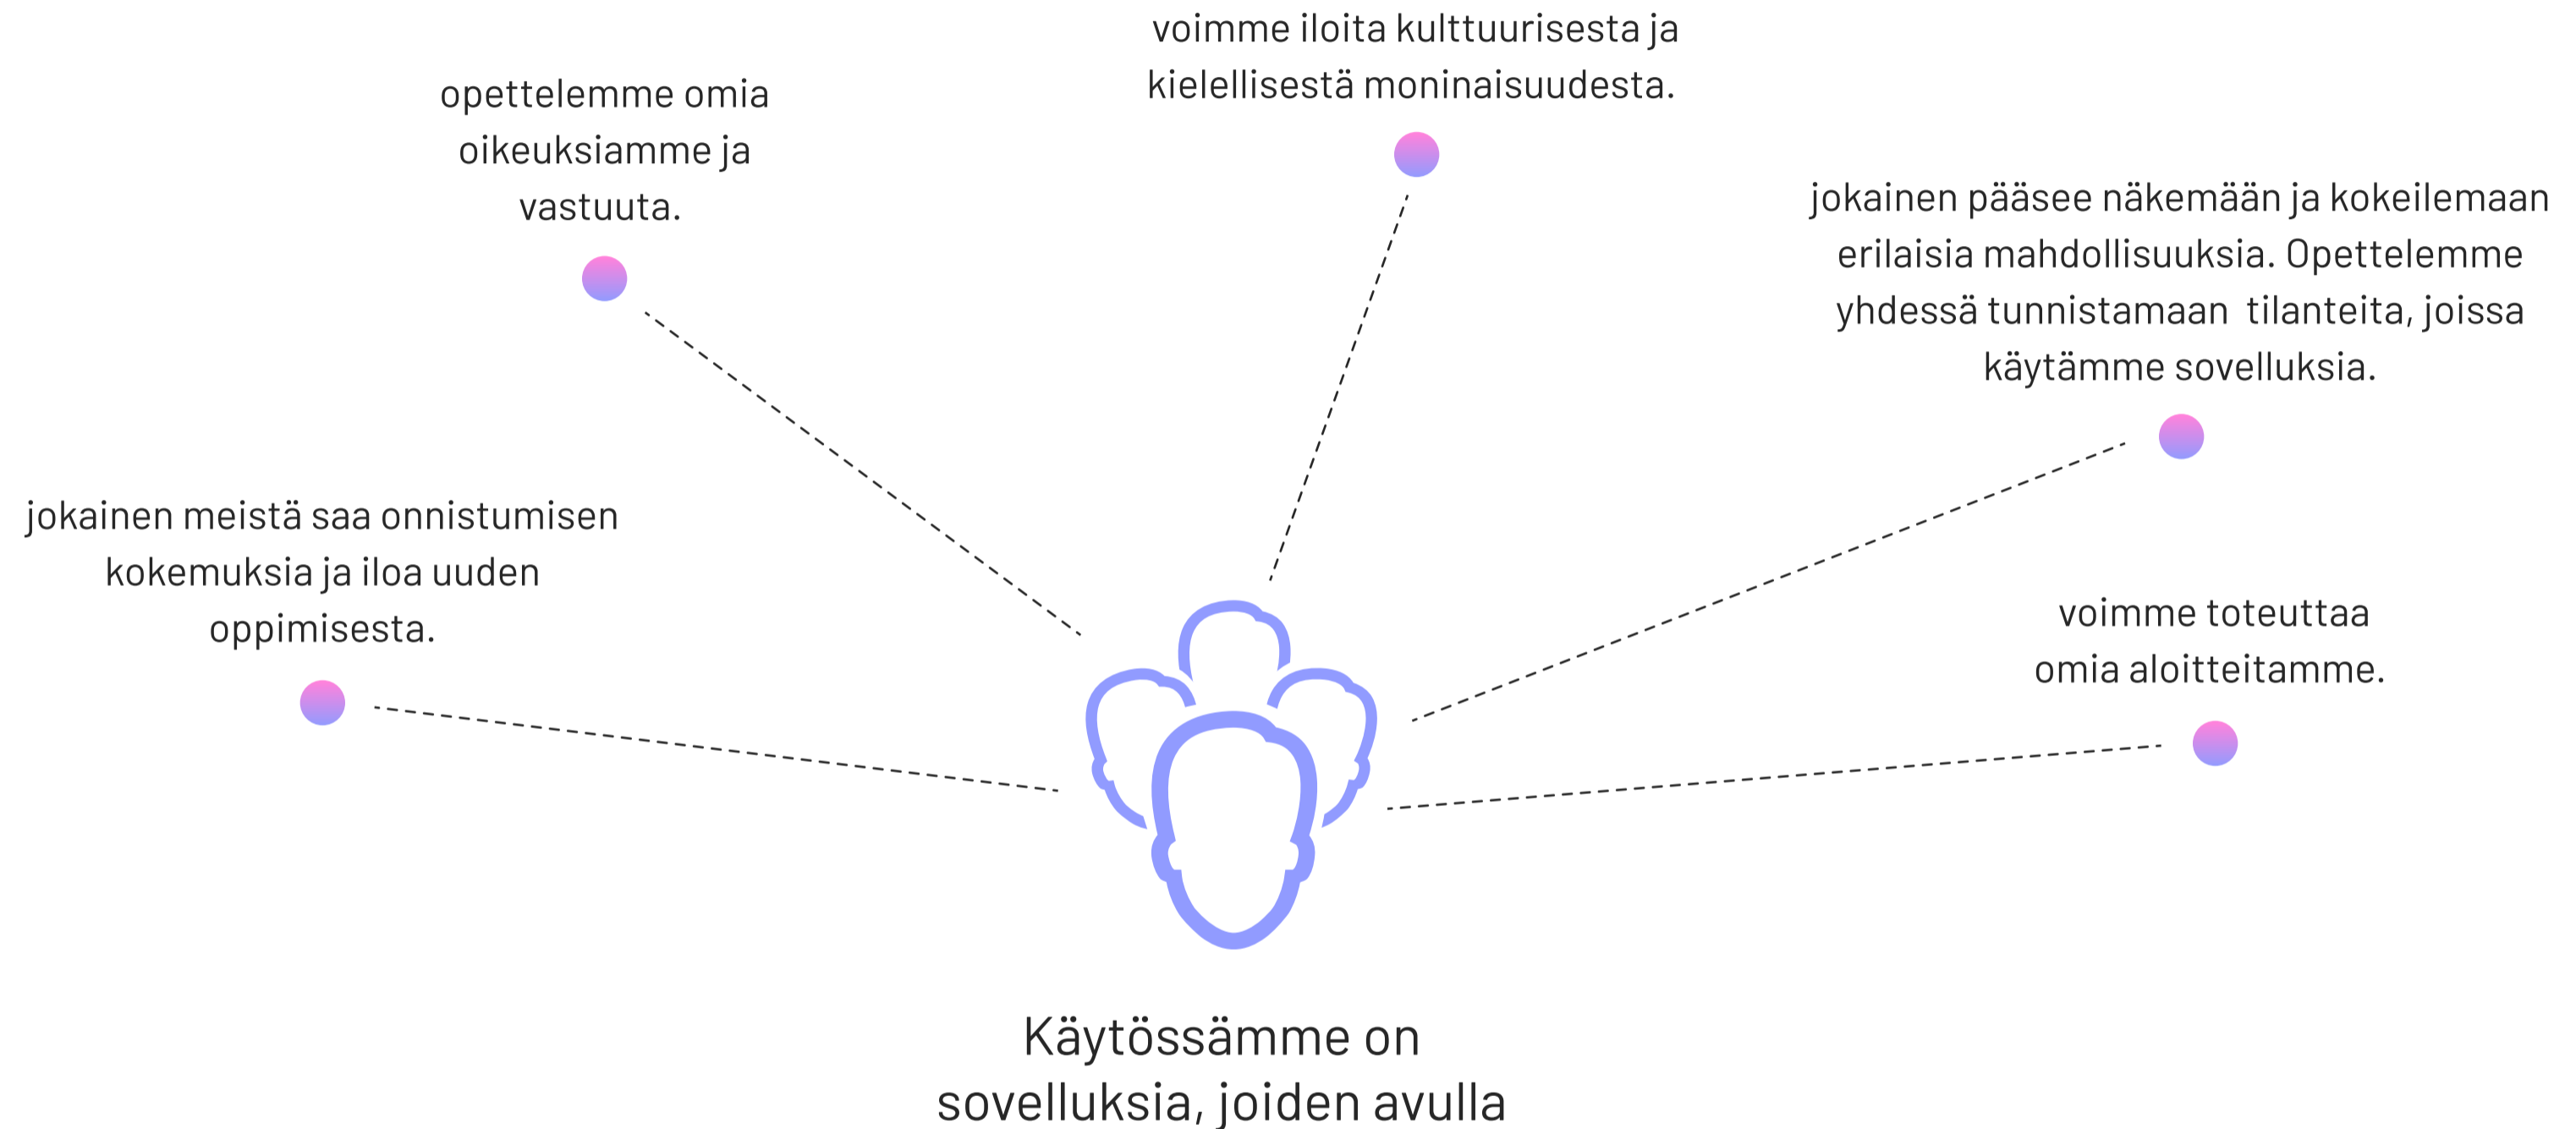 voimme iloita kulttuurisesta ja
kielellisestä moninaisuudesta.
opettelemme omia
oikeuksiamme ja
vastuuta.
jokainen pääsee näkemään ja kokeilemaan
erilaisia mahdollisuuksia. Opettelemme
yhdessä tunnistamaan  tilanteita, joissa
käytämme sovelluksia.
jokainen meistä saa onnistumisen
kokemuksia ja iloa uuden
oppimisesta.
voimme toteuttaa
omia aloitteitamme.
Käytössämme on
sovelluksia, joiden avulla